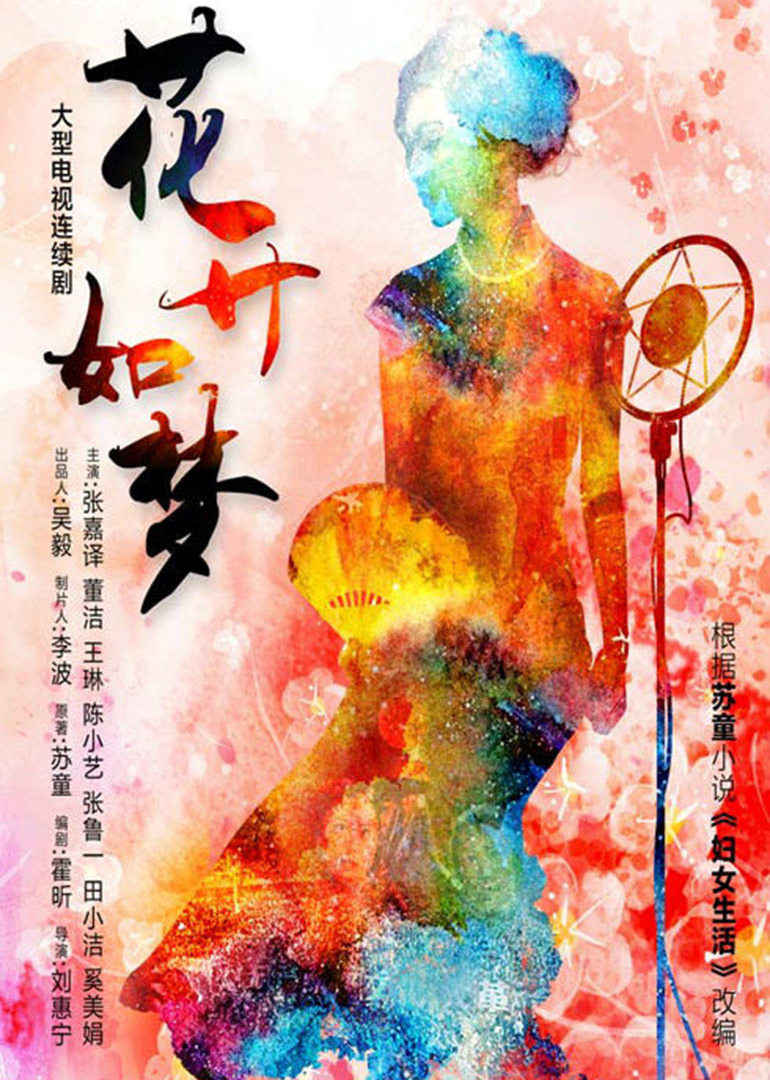 花开如梦
大型电视连续剧
主演:张嘉译 董洁 王琳 陈小艺 张鲁一 田小洁 奚美娟
出品人:吴毅 制片人:李波 原著:苏童 编剧:霍昕 导演:刘惠宁
根据苏童小说《妇女生活》改编